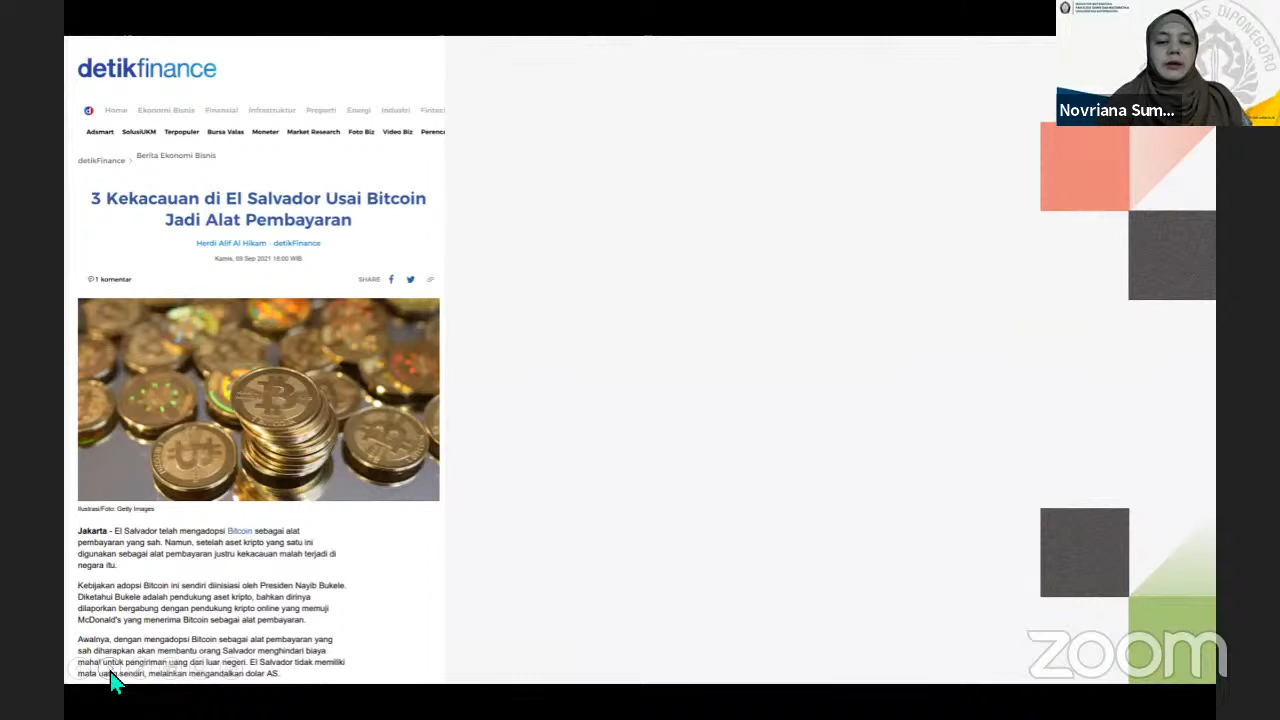 detikfinance
Home Ekonomi Bisnis Finansial Infrastruktur Properti Energi Industri Fintec
Adsmart SolusiUKM Terpopuler Bursa Valas Moneter Market Research Foto Biz Video Biz Perenca
detikFinance > Berita Ekonomi Bisnis
3 Kekacauan di El Salvador Usai Bitcoin
Jadi Alat Pembayaran
Herdi Alif Al Hikam - detikFinance
Kamis, 09 Sep 2021 16:00 WIB
1 komentar
SHARE
Ilustrasi/Foto: Getty Images
Jakarta - El Salvador telah mengadopsi Bitcoin sebagai alat
pembayaran yang sah. Namun, setelah aset kripto yang satu ini
digunakan sebagai alat pembayaran justru kekacauan malah terjadi di
negara itu.
Kebijakan adopsi Bitcoin ini sendiri diinisiasi oleh Presiden Nayib Bukele.
Diketahui Bukele adalah pendukung aset kripto, bahkan dirinya
dilaporkan bergabung dengan pendukung kripto online yang memuji
McDonald's yang menerima Bitcoin sebagai alat pembayaran.
Awalnya, dengan mengadopsi Bitcoin sebagai alat pembayaran yang
sah diharapkan akan membantu orang Salvador menghindari biaya
mahal untuk pengiriman uang dari luar negeri. El Salvador tidak memiliki
mata uang sendiri, melainkan mengandalkan dolar AS.
Novriana Sum...
DIPONEGORO
zoom